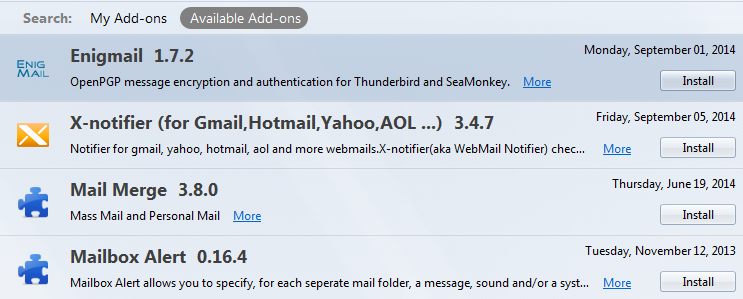 Search: My Add-ons Available Add-ons
Enigmail 1.7.2 Monday, September 01, 2014
ENIG
MAIL
OpenPGP message encryption and authentication for Thunderbird and SeaMonkey. More Install
X-notifier (for Gmail,Hotmail,Yahoo,AOL ...) 3.4.7 Friday, September 05, 2014
Notifier for gmail, yahoo, hotmail, aol and more webmails.X-notifier(aka WebMail Notifier) chec... More Install
Mail Merge 3.8.0 Thursday, June 19, 2014
Mass Mail and Personal Mail More Install
Mailbox Alert 0.16.4 Tuesday, November 12, 2013
Mailbox Alert allows you to specify, for each seperate mail folder, a message, sound and/or a syst... More Install